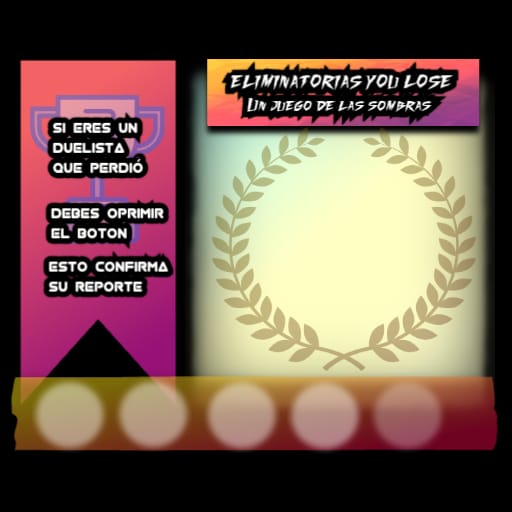 ELIMINATORIAS YOU LOSE
UN JUEGO DE LAS SOMBRAS
SI ERES UN
DUELISTA
QUE PERDIÓ
DEBES OPRIMIR
EL BOTON
ESTO CONFIRMA
SU REPORTE